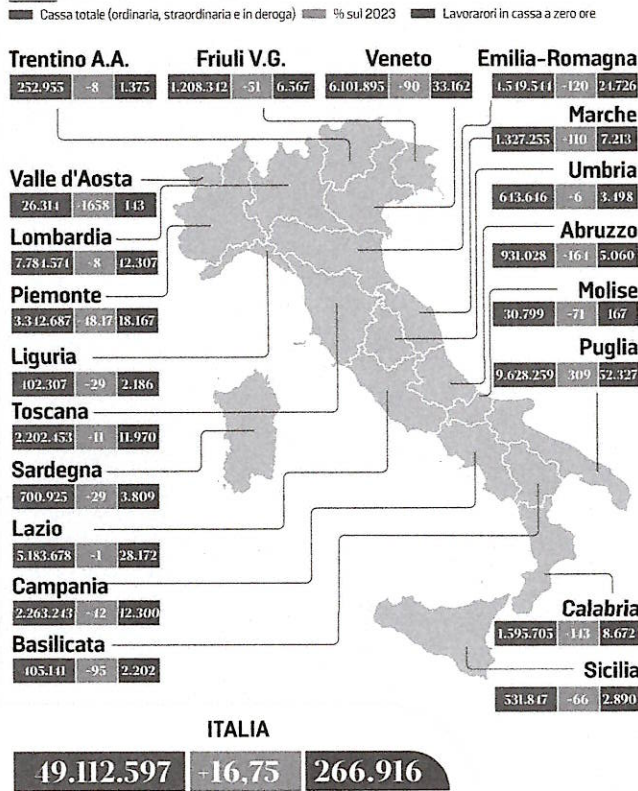 Cassa totale (ordinaria, straordinaria e in deroga) % sul 2023 Lavorarori in cassa a zero ore
Trentino A.A.
252.955 -8 1.375
Friuli V.G.
1.208.342 -51 6.567
Veneto
6.101.895 -90 33.162
Emilia-Romagna
4.549.544 -120 24.726
Marche
1.327.255 -110 7.213
Valle d'Aosta
26.314 -1658 143
Umbria
643.646 -6 3.498
Lombardia
7.784.571 -8 42.307
Abruzzo
931.028 -164 5.060
Piemonte
3.342.687 -48.17 18.167
Molise
30.799 -71 167
Liguria
402.307 -29 2.186
Puglia
9.628.259 309 52.327
Toscana
2.202.453 -11 11.970
Sardegna
700.925 -29 3.809
Lazio
5.183.678 -1 28.172
Campania
2.263.243 -42 12.300
Calabria
1.595.705 -143 8.672
Basilicata
405.141 -95 2.202
Sicilia
531.847 -66 2.890
ITALIA
49.112.597 +16,75 266.916